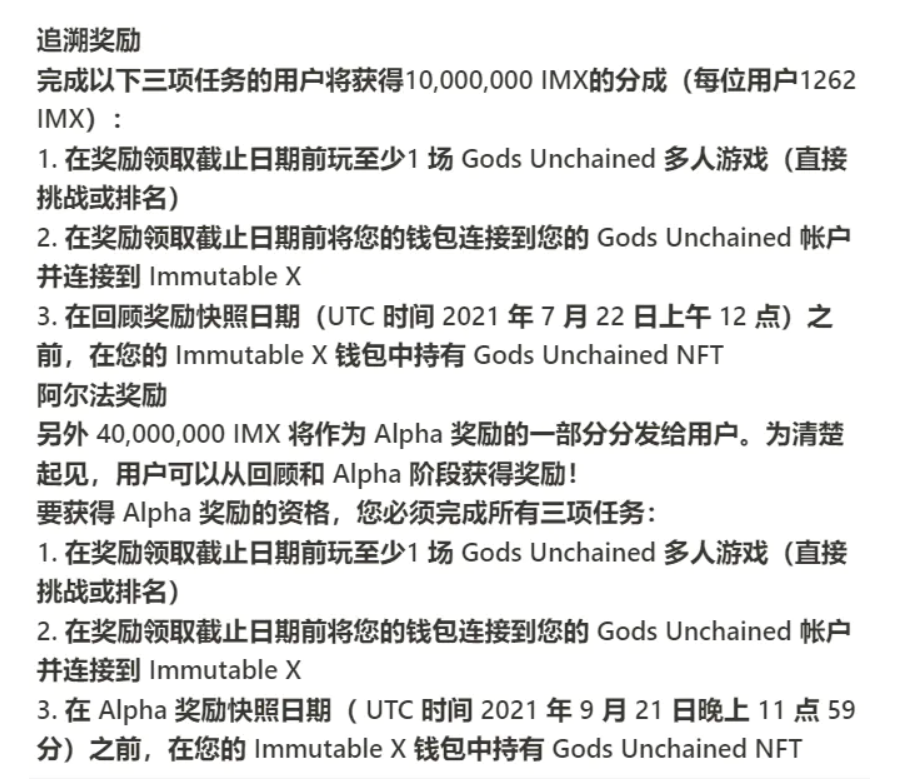 追溯奖励
完成以下三项任务的用户将获得10,000,000 IMX的分成（每位用户1262
IMX）：
1. 在奖励领取截止日期前玩至少1 场 Gods Unchained 多人游戏（直接
挑战或排名）
2. 在奖励领取截止日期前将您的钱包连接到您的 Gods Unchained 帐户
并连接到 Immutable X
3. 在回顾奖励快照日期（UTC 时间 2021 年 7 月 22 日上午 12 点）之
前，在您的 Immutable X 钱包中持有 Gods Unchained NFT
阿尔法奖励
另外 40,000,000 IMX 将作为 Alpha 奖励的一部分分发给用户。为清楚
起见，用户可以从回顾和 Alpha 阶段获得奖励！
要获得 Alpha 奖励的资格，您必须完成所有三项任务：
1. 在奖励领取截止日期前玩至少1 场 Gods Unchained 多人游戏（直接
挑战或排名）
2. 在奖励领取截止日期前将您的钱包连接到您的 Gods Unchained 帐户
并连接到 Immutable X
3. 在 Alpha 奖励快照日期（ UTC 时间 2021 年 9 月 21 日晚上 11 点 59
分）之前，在您的 Immutable X 钱包中持有 Gods Unchained NFT